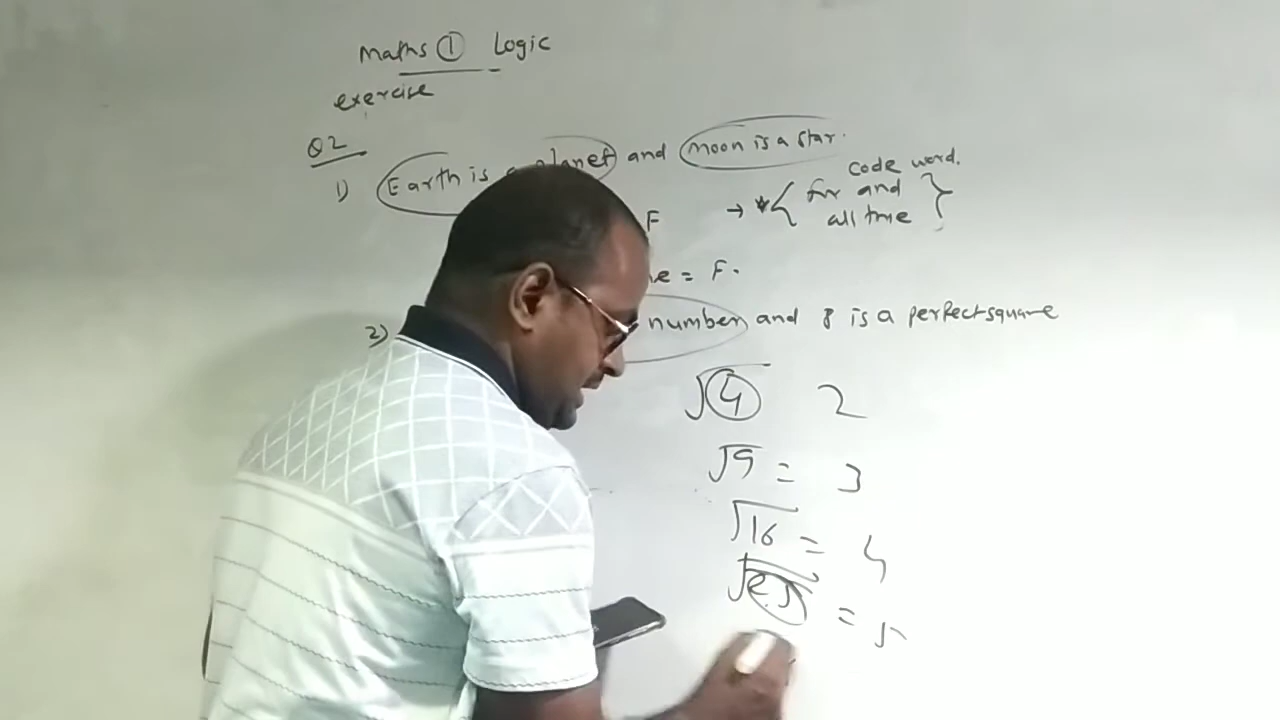 Maths ① Logic
exercise
Q2
1) Earth is a planet and moon is a star.
code word.
F → * { for and
all true }
= F.
2) number and 8 is a perfect square
√4 2
√9 = 3
√16 = 4
√25 = 5